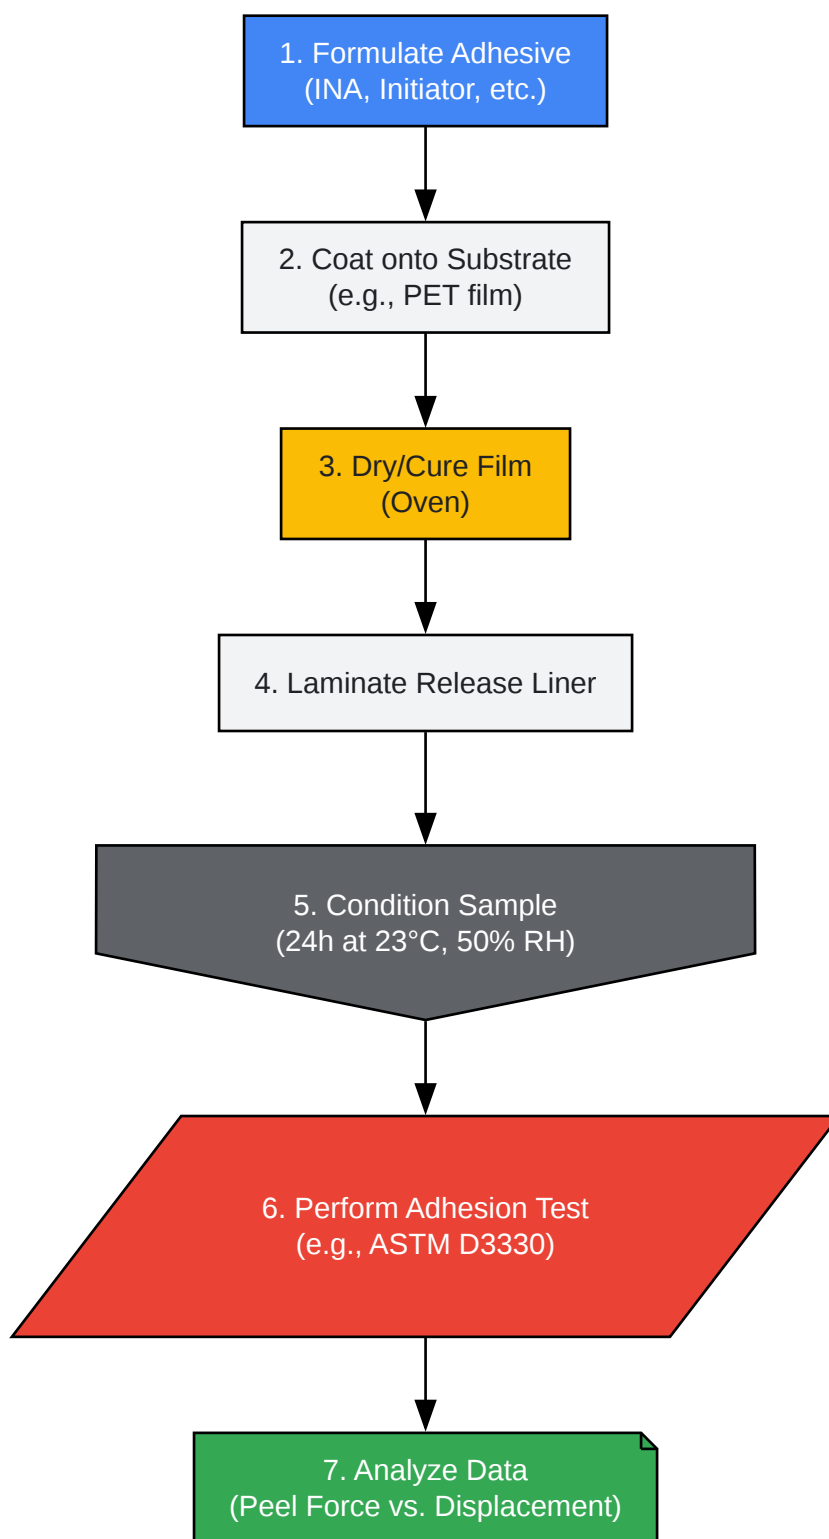 1. Formulate Adhesive
(INA, Initiator, etc.)
2. Coat onto Substrate
(e.g., PET film)
3. Dry/Cure Film
(Oven)
4. Laminate Release Liner
5. Condition Sample
(24h at 23°C, 50% RH)
6. Perform Adhesion Test
(e.g., ASTM D3330)
7. Analyze Data
(Peel Force vs. Displacement)